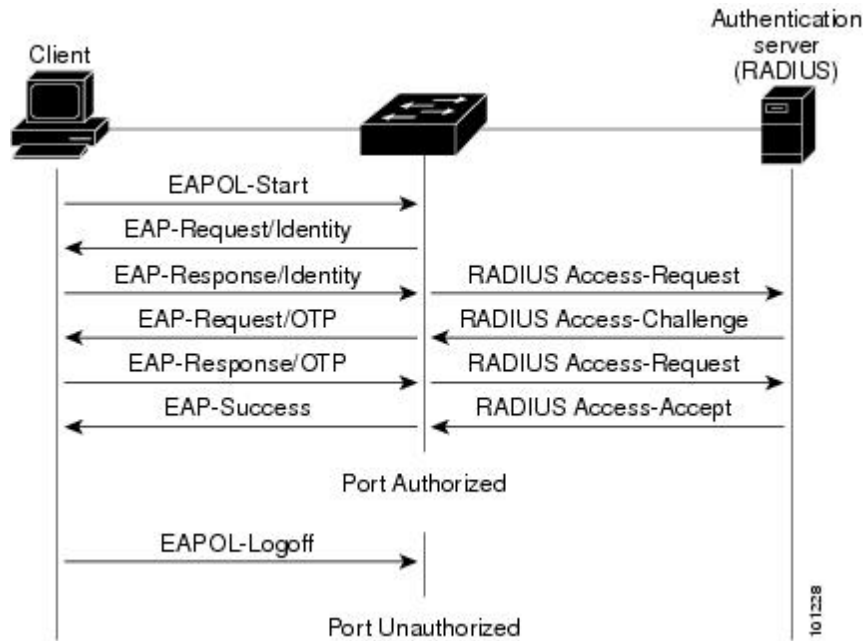 Client
Authentication
server
(RADIUS)
EAPOL-Start
EAP-Request/Identity
EAP-Response/Identity
RADIUS Access-Request
EAP-Request/OTP
RADIUS Access-Challenge
EAP-Response/OTP
RADIUS Access-Request
EAP-Success
RADIUS Access-Accept
Port Authorized
EAPOL-Logoff
Port Unauthorized
101228